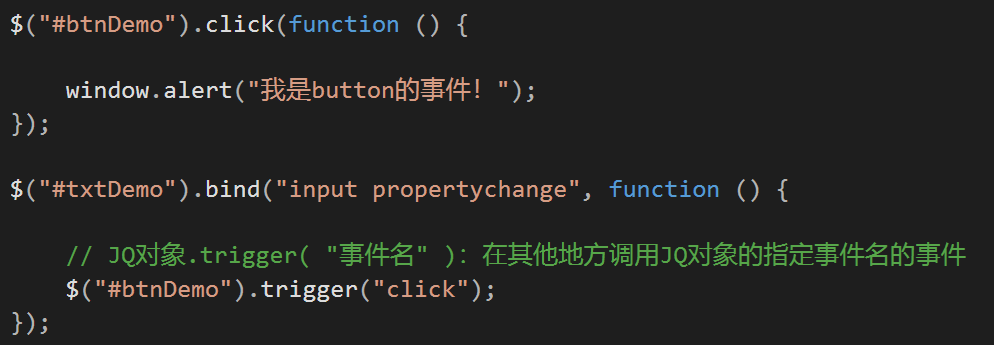 $("#btnDemo").click(function () {
window.alert("我是button的事件! ");
});
$("#txtDemo").bind("input propertychange", function () {
// JQ对象.trigger( "事件名" ): 在其他地方调用JQ对象的指定事件名的事件
$("#btnDemo").trigger("click");
});